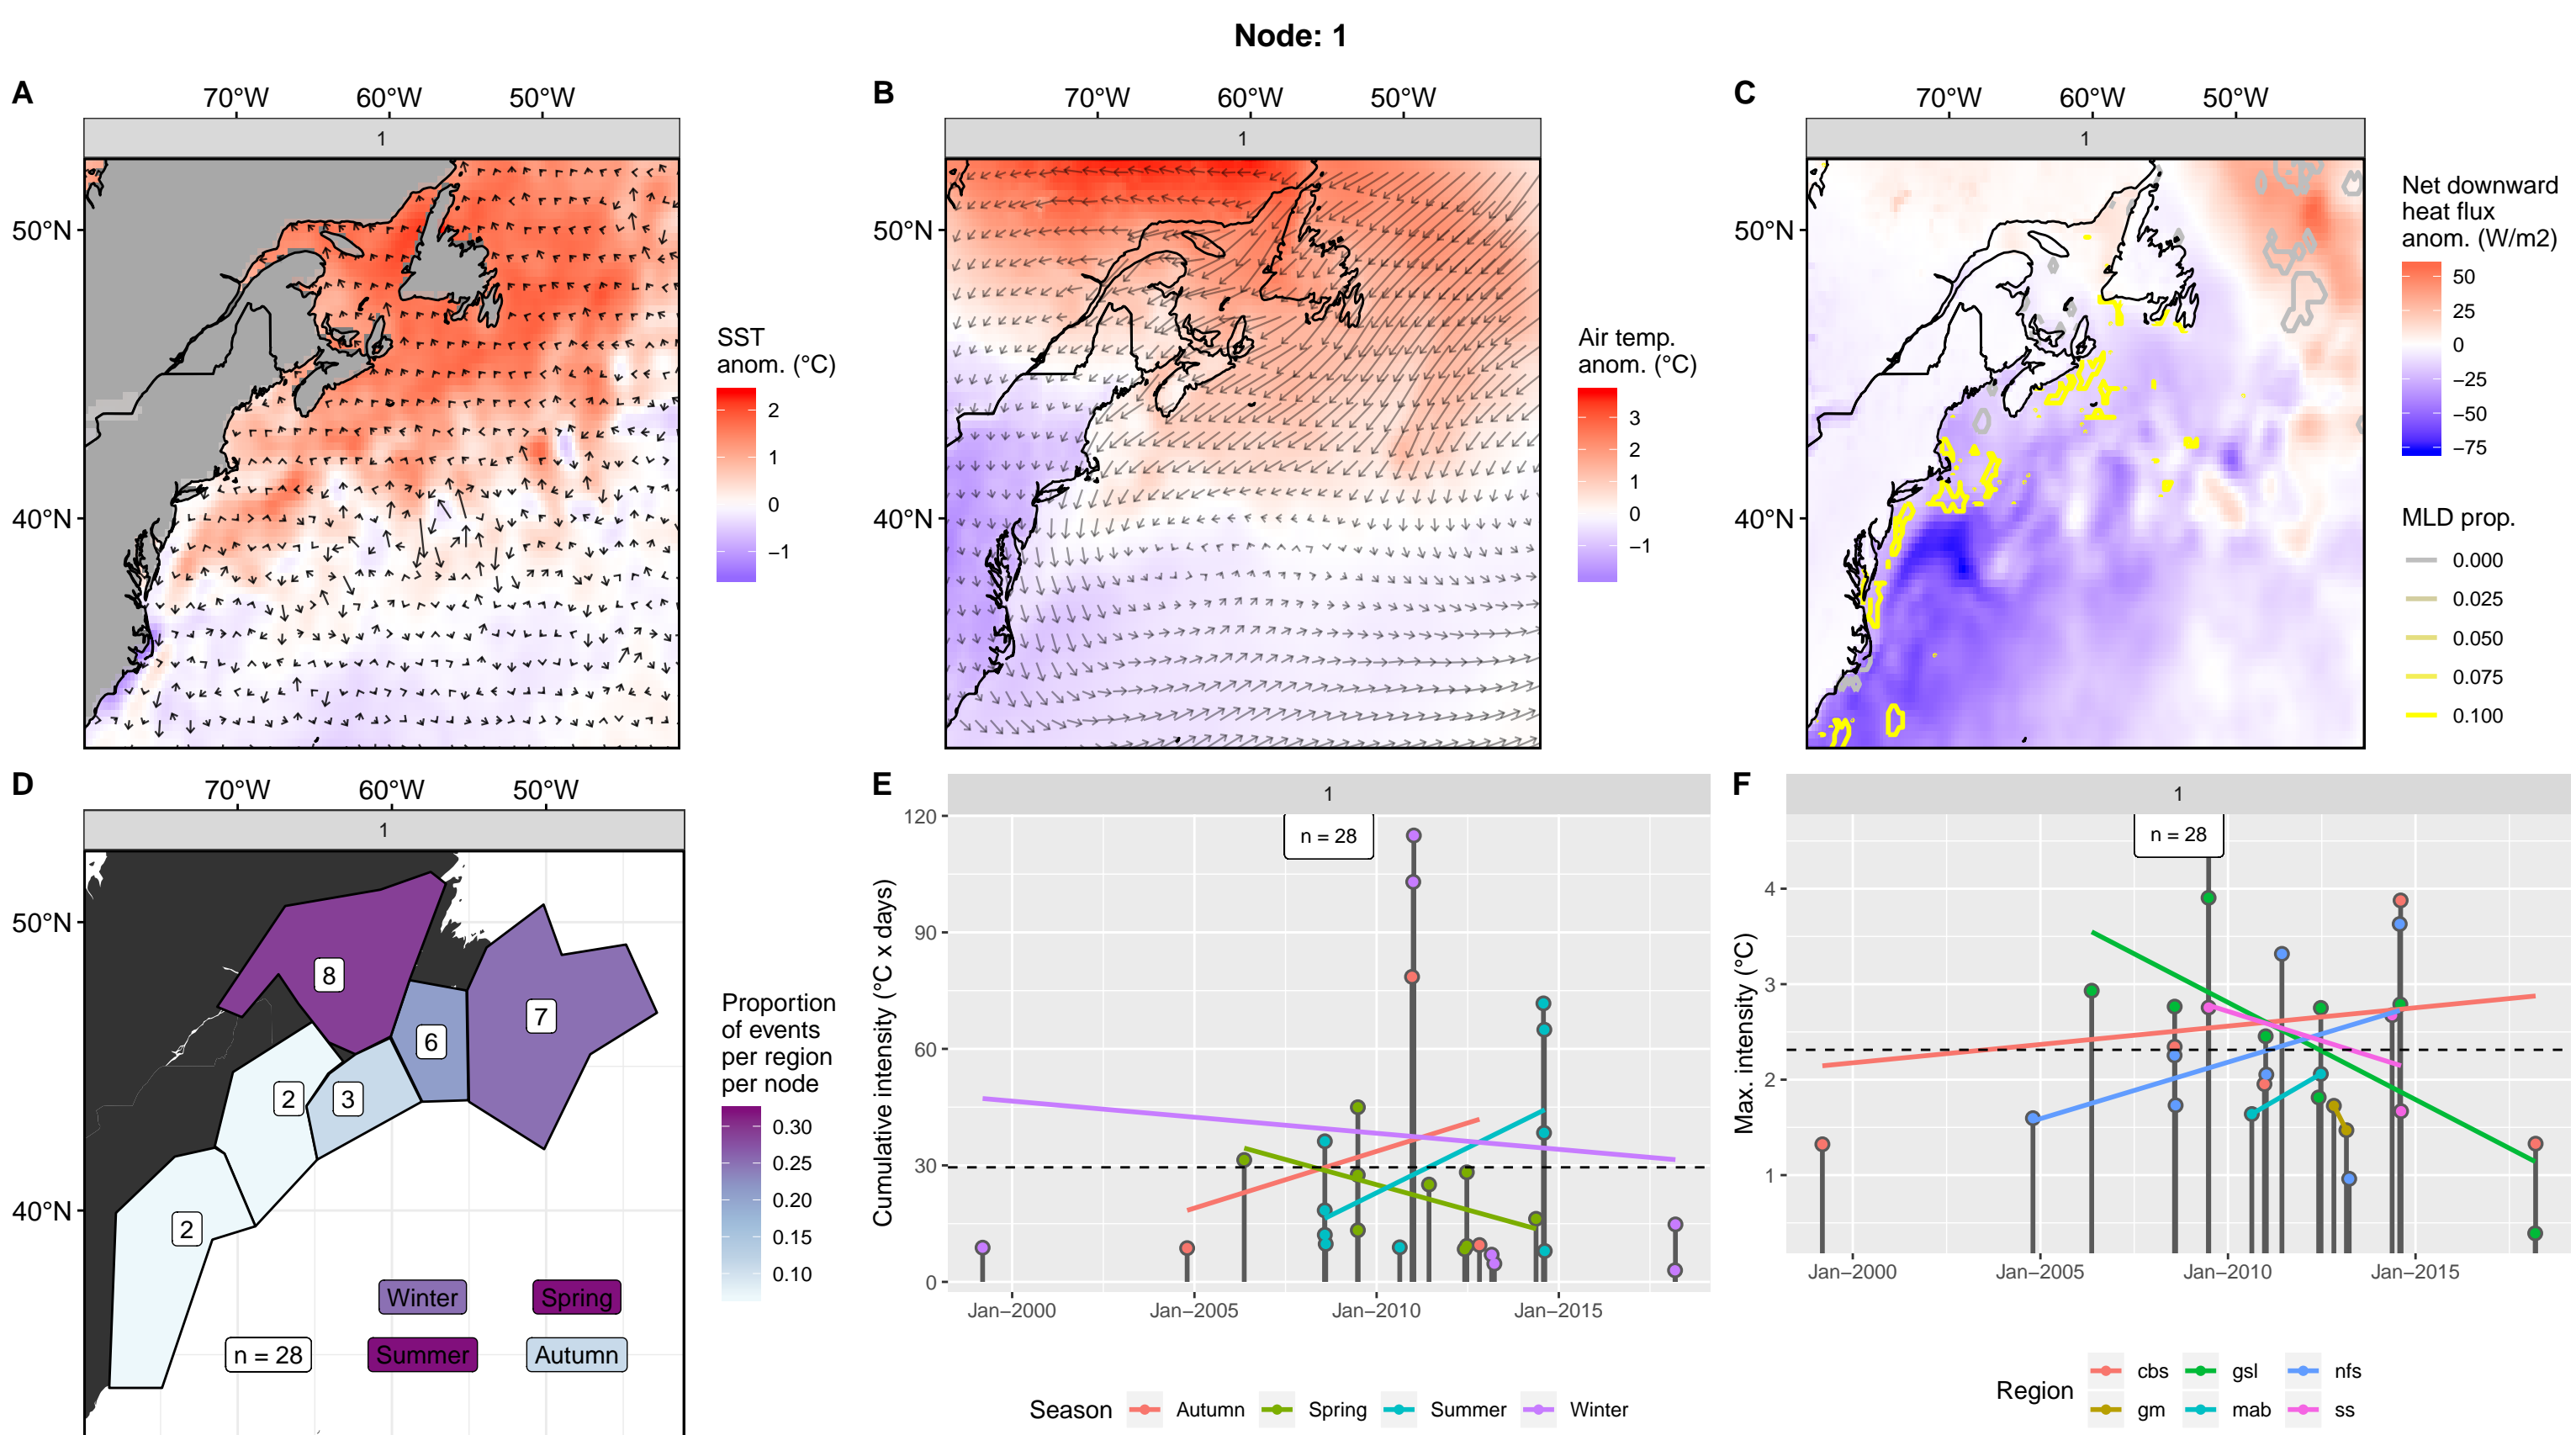 Node: 1
A
70°W 60°W 50°W
1
50°N
40°N
SST
anom. (°C)
2
1
0
−1
B
70°W 60°W 50°W
1
50°N
40°N
Air temp.
anom. (°C)
3
2
1
0
−1
C
70°W 60°W 50°W
1
50°N
40°N
Net downward
heat flux
anom. (W/m2)
50
25
0
−25
−50
−75
MLD prop.
0.000
0.025
0.050
0.075
0.100
D
70°W 60°W 50°W
1
50°N
40°N
8
7
6
2
3
2
Winter Spring
n = 28 Summer Autumn
Proportion
of events
per region
per node
0.30
0.25
0.20
0.15
0.10
E
1
n = 28
Cumulative intensity (°C x days)
120
90
60
30
0
Jan−2000 Jan−2005 Jan−2010 Jan−2015
Season Autumn Spring Summer Winter
F
1
n = 28
Max. intensity (°C)
4
3
2
1
Jan−2000 Jan−2005 Jan−2010 Jan−2015
Region
cbs gsl nfs
gm mab ss